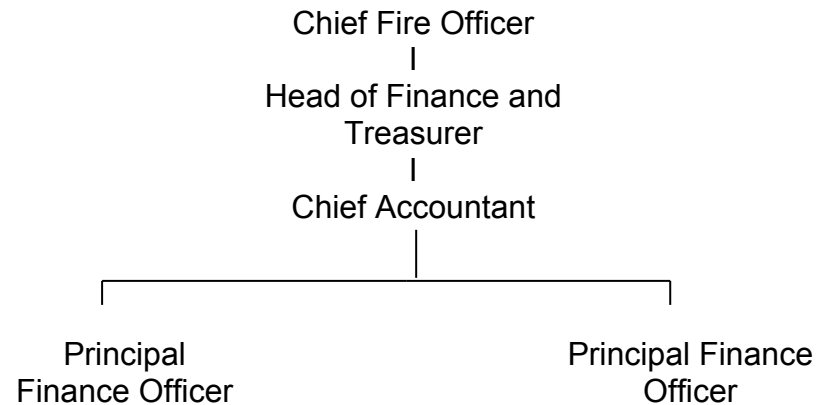 Chief Fire Officer
Head of Finance and
Treasurer
Chief Accountant
Principal
Finance Officer
Principal Finance
Officer